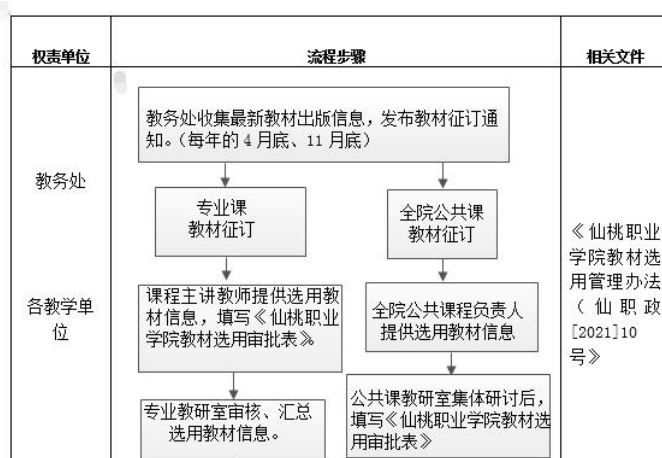 权责单位
流程步骤
相关文件
教务处收集最新教材出版信息，发布教材征订通
知。（每年的 4 月底、11 月底）
教务处
专业课
教材征订
全院公共课
教材征订
各教学单
位
课程主讲教师提供选用教
材信息，填写《仙桃职业
学院教材选用审批表》。
全院公共课程负责人
提供选用教材信息
专业教研室审核、汇总
选用教材信息。
公共课教研室集体研讨后，
填写《仙桃职业学院教材选
用审批表》
《仙桃职业
学院教材选
用管理办法
（仙职政
[2021]10
号》